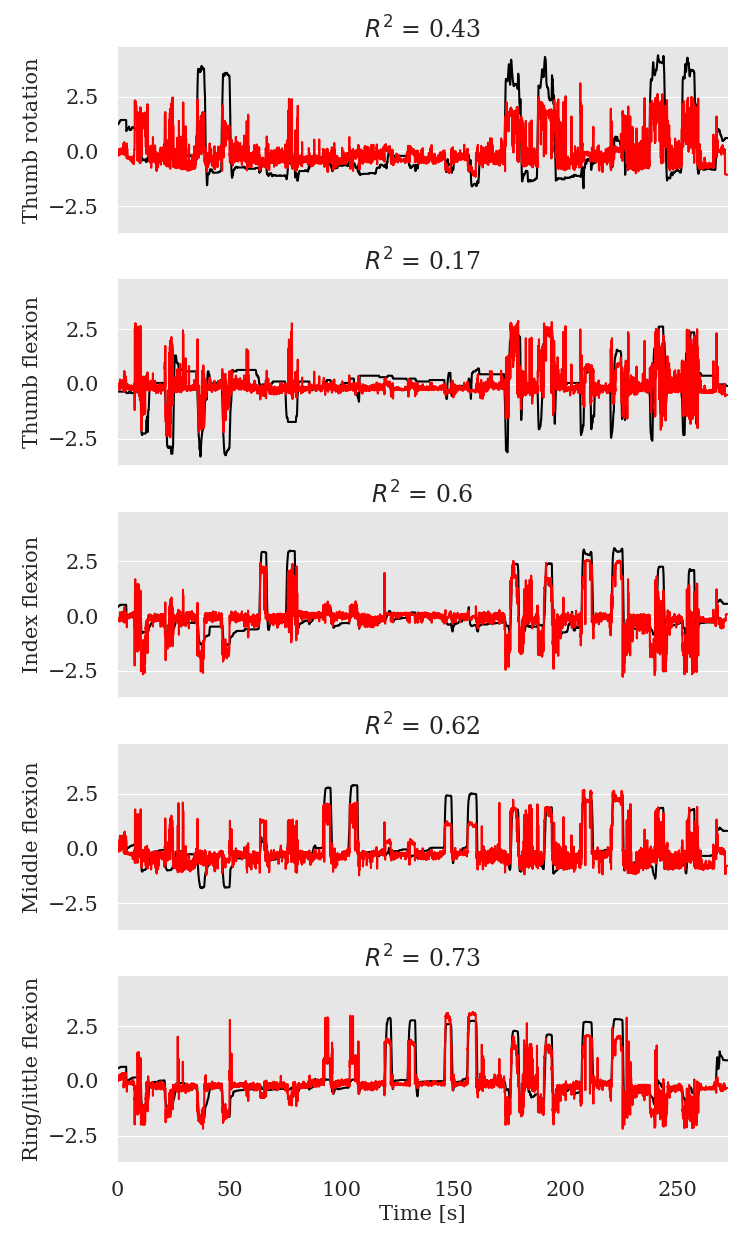 R² = 0.43
Thumb rotation
2.5
0.0
−2.5
R² = 0.17
Thumb flexion
2.5
0.0
−2.5
R² = 0.6
Index flexion
2.5
0.0
−2.5
R² = 0.62
Middle flexion
2.5
0.0
−2.5
R² = 0.73
Ring/little flexion
2.5
0.0
−2.5
0 50 100 150 200 250
Time [s]